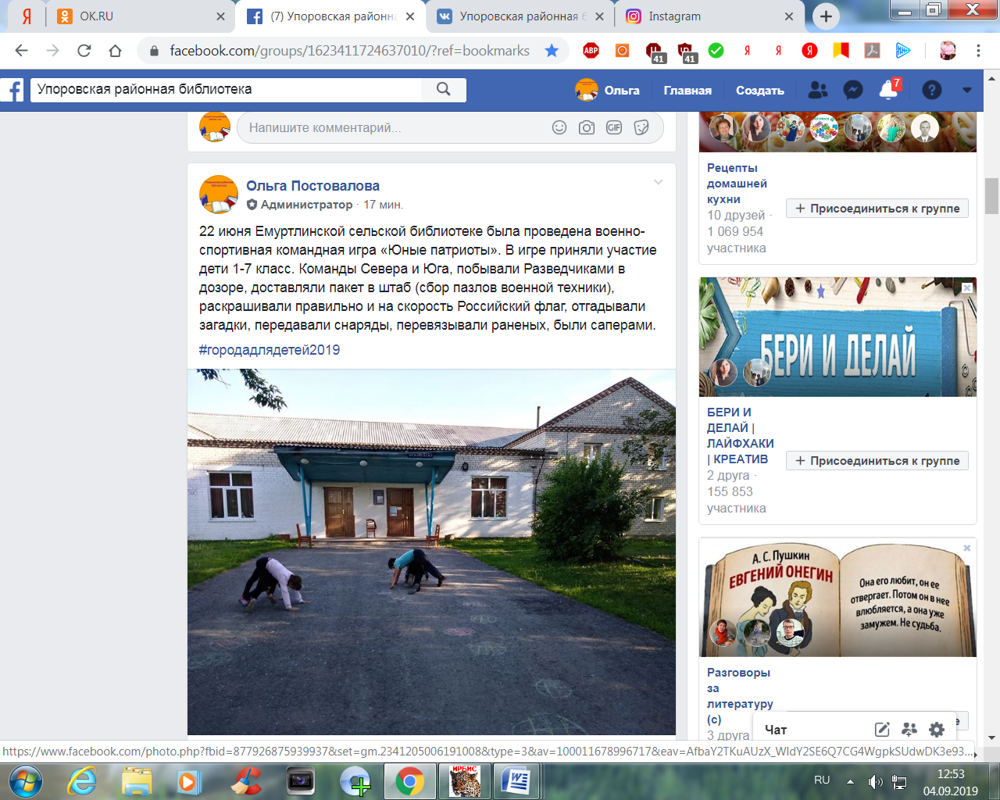 OK.RU
(7) Упоровская районна
Упоровская районная б
Instagram
facebook.com/groups/1623411724637010/?ref=bookmarks
ABP
41
41
Упоровская районная библиотека
Ольга
Главная
Создать
7
Напишите комментарий...
GIF
Ольга Постовалова
Администратор · 17 мин.
22 июня Емуртлинской сельской библиотеке была проведена военно-
спортивная командная игра «Юные патриоты». В игре приняли участие
дети 1-7 класс. Команды Севера и Юга, побывали Разведчиками в
дозоре, доставляли пакет в штаб (сбор пазлов военной техники),
раскрашивали правильно и на скорость Российский флаг, отгадывали
загадки, передавали снаряды, перевязывали раненых, были саперами.
#городадлядетей2019
Рецепты
домашней
кухни
10 друзей ·
1 069 954
участника
+ Присоединиться к группе
БЕРИ И ДЕЛАЙ
БЕРИ И
ДЕЛАЙ |
ЛАЙФХАКИ
| КРЕАТИВ
2 друга ·
155 853
участника
+ Присоединиться к группе
А. С. Пушкин
ЕВГЕНИЙ ОНЕГИН
Она его любит, он ее
отвергает. Потом он в нее
влюбляется, а она уже
замужем. Не судьба.
Разговоры
за
литературу
(с)
3 друга
Чат
https://www.facebook.com/photo.php?fbid=877926875939937&set=gm.2341205006191008&type=3&av=100011678996717&eav=AfbaY2TKuAUzX_WIdY2SE6Q7CG4WgpkSUdwDK3e93...
ИРБИС
RU
12:53
04.09.2019